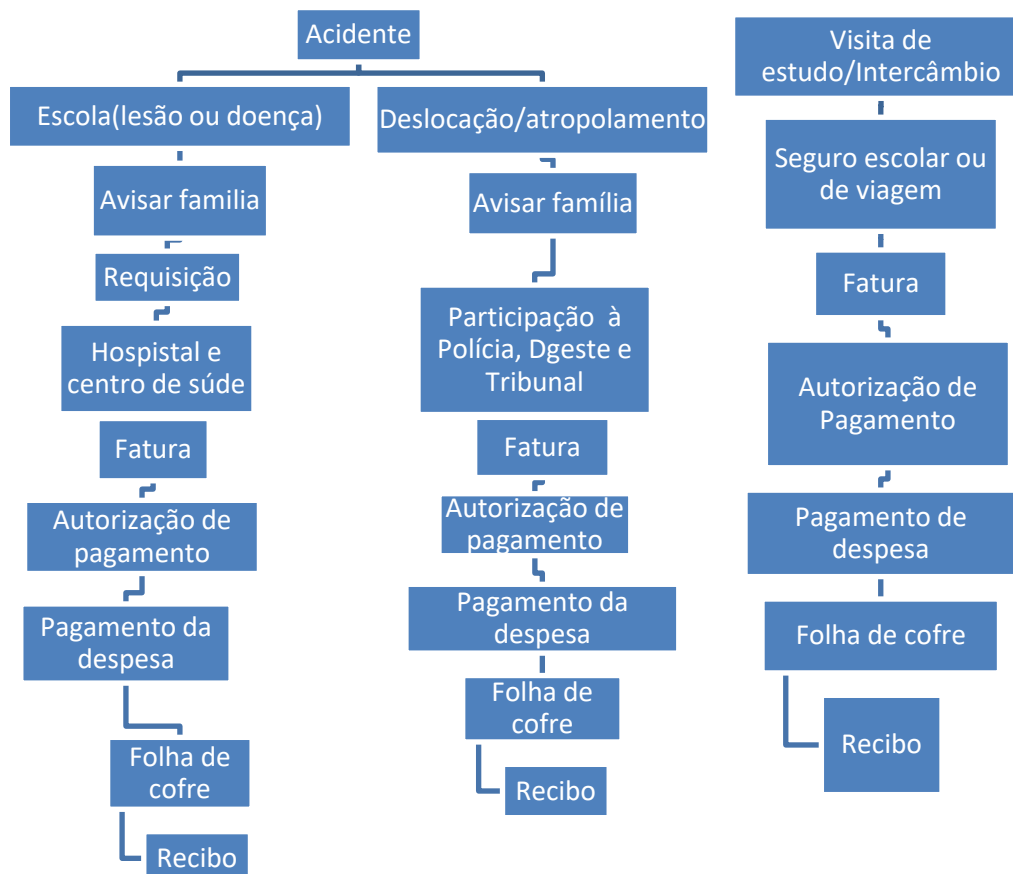 Acidente
Escola(lesão ou doença)
Avisar familia
Requisição
Hospistal e
centro de súde
Fatura
Autorização de
pagamento
Pagamento da
despesa
Folha de
cofre
Recibo
Deslocação/atropolamento
Avisar família
Participação à
Polícia, Dgeste e
Tribunal
Fatura
Autorização de
pagamento
Pagamento da
despesa
Folha de
cofre
Recibo
Visita de
estudo/Intercâmbio
Seguro escolar ou
de viagem
Fatura
Autorização de
Pagamento
Pagamento de
despesa
Folha de cofre
Recibo